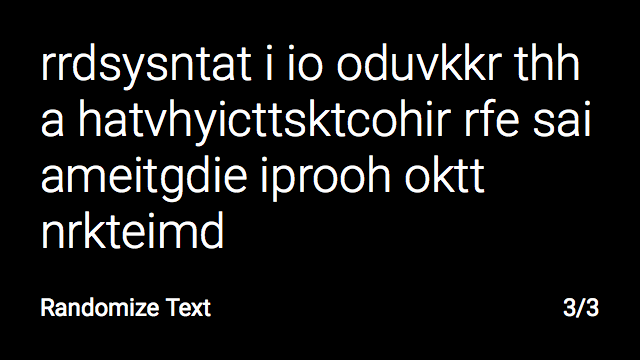 rrdsysntat i io oduvkkr thh
a hatvhyicttsktcohir rfe sai
ameitgdie iprooh oktt
nrkteimd
Randomize Text 3/3